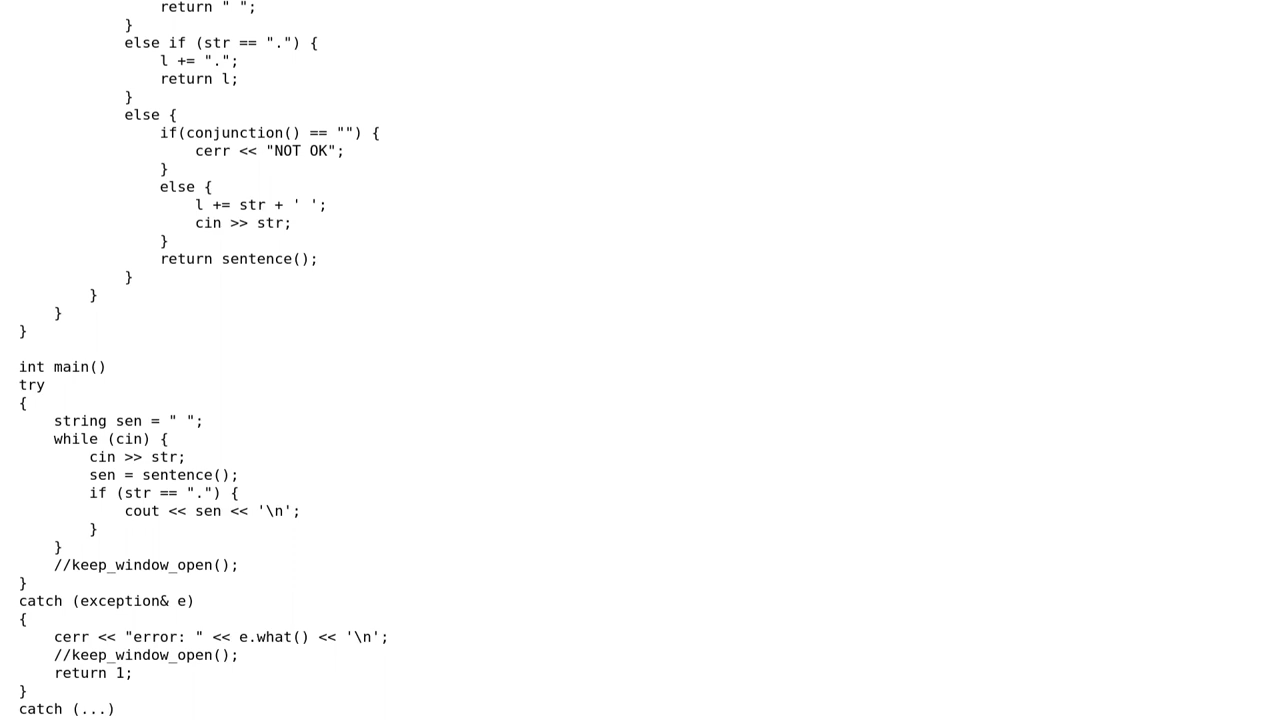 return " ";
            }
            else if (str == ".") {
                l += ".";
                return l;
            }
            else {
                if(conjunction() == "") {
                    cerr << "NOT OK";
                }
                else {
                    l += str + ' ';
                    cin >> str;
                }
                return sentence();
            }
        }
    }
}

int main()
try
{
    string sen = " ";
    while (cin) {
        cin >> str;
        sen = sentence();
        if (str == ".") {
            cout << sen << '\n';
        }
    }
    //keep_window_open();
}
catch (exception& e)
{
    cerr << "error: " << e.what() << '\n';
    //keep_window_open();
    return 1;
}
catch (...)